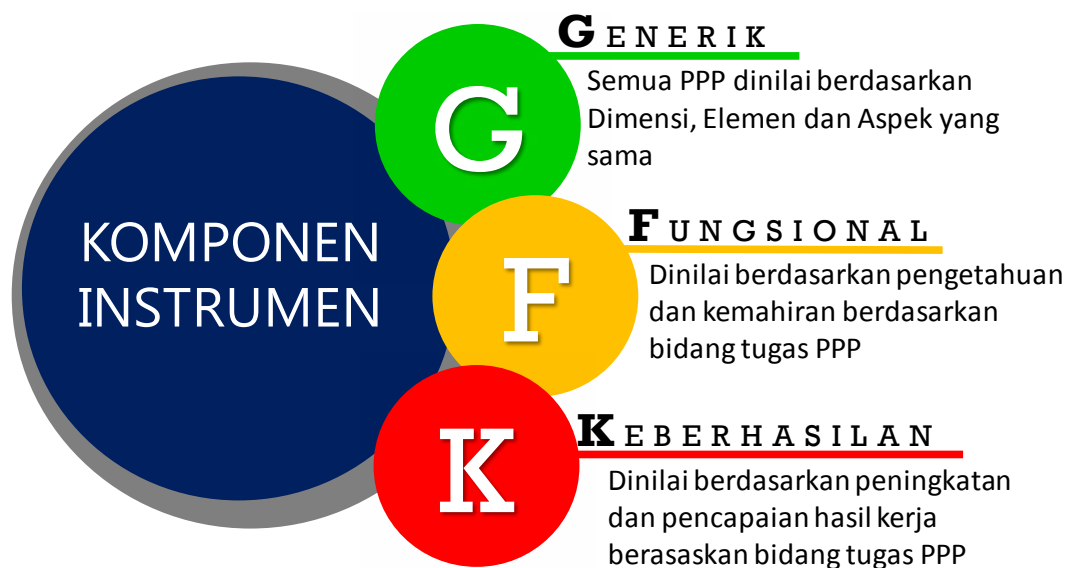 KOMPONEN
INSTRUMEN
G
GENERIK
Semua PPP dinilai berdasarkan
Dimensi, Elemen dan Aspek yang
sama
F
FUNGSIONAL
Dinilai berdasarkan pengetahuan
dan kemahiran berdasarkan
bidang tugas PPP
K
KEBERHASILAN
Dinilai berdasarkan peningkatan
dan pencapaian hasil kerja
berasaskan bidang tugas PPP